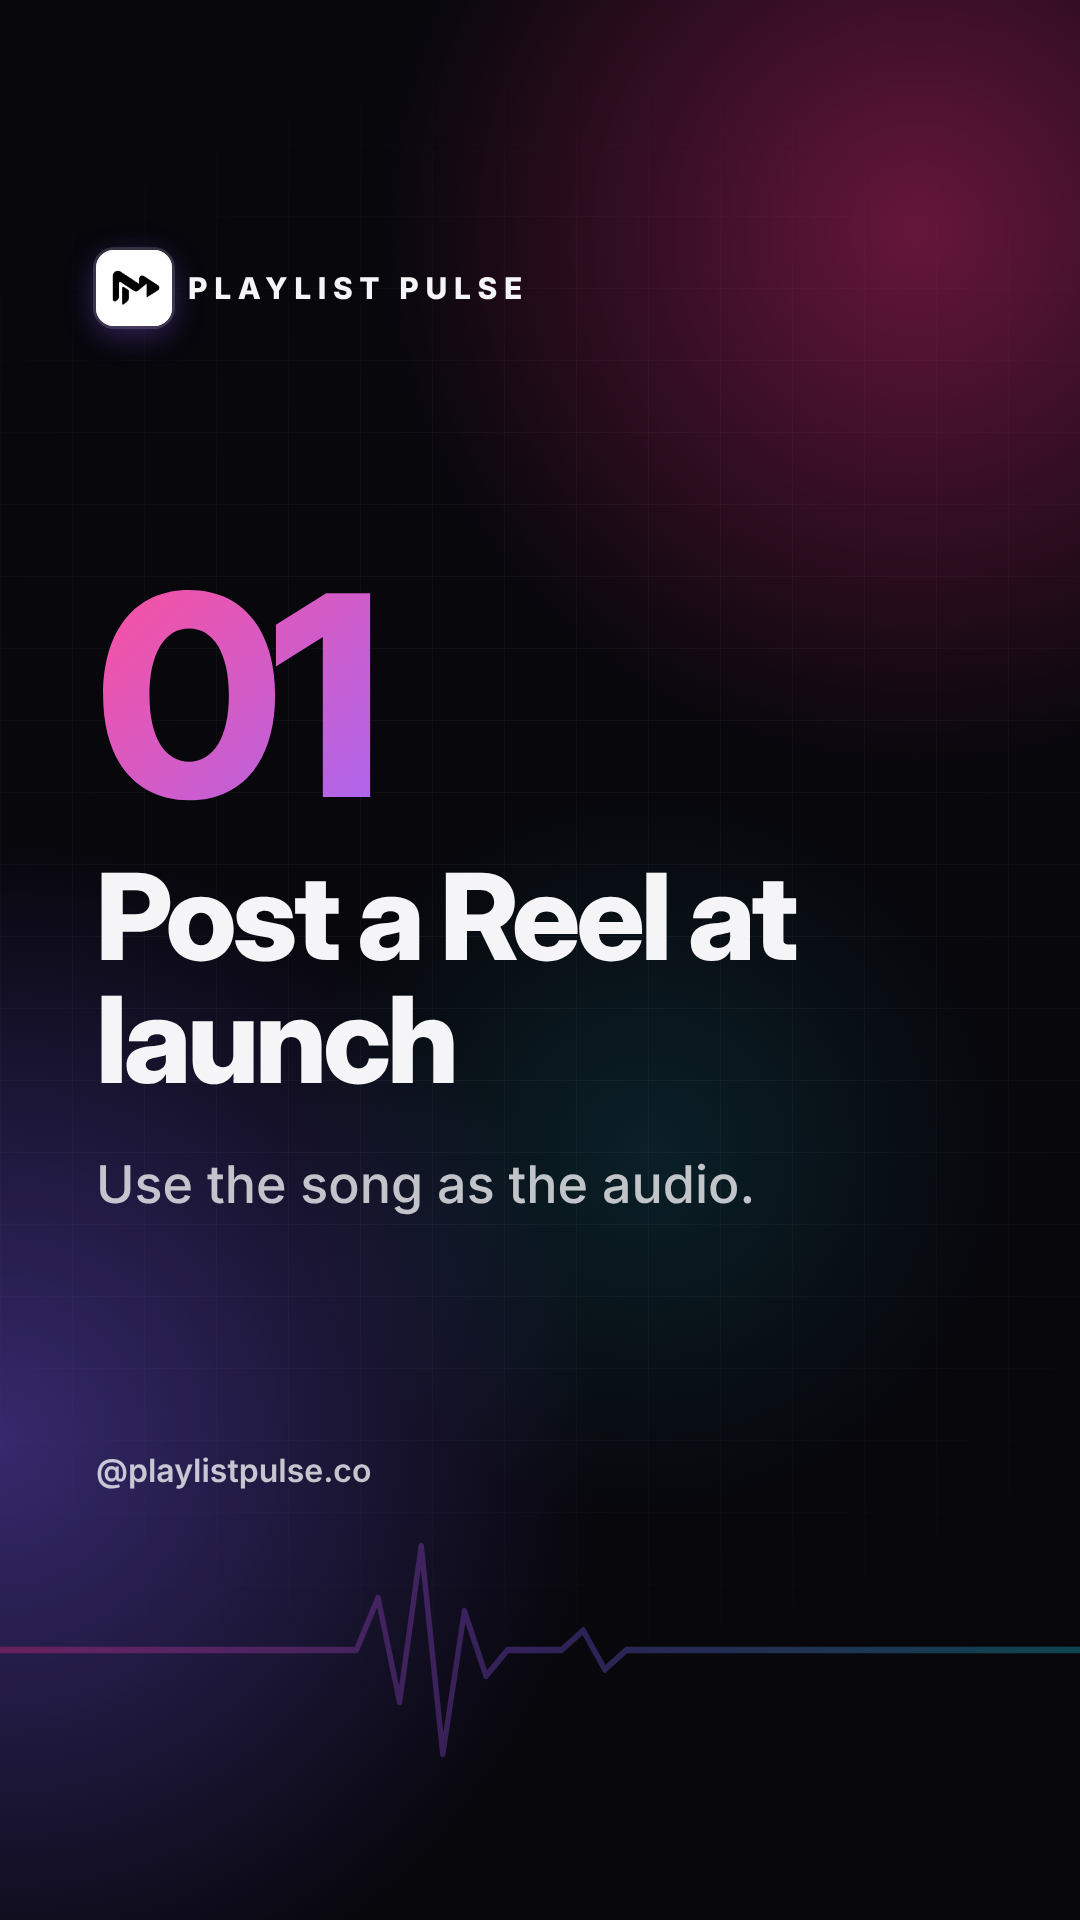 PLAYLIST PULSE
01
Post a Reel at
launch
Use the song as the audio.
@playlistpulse.co